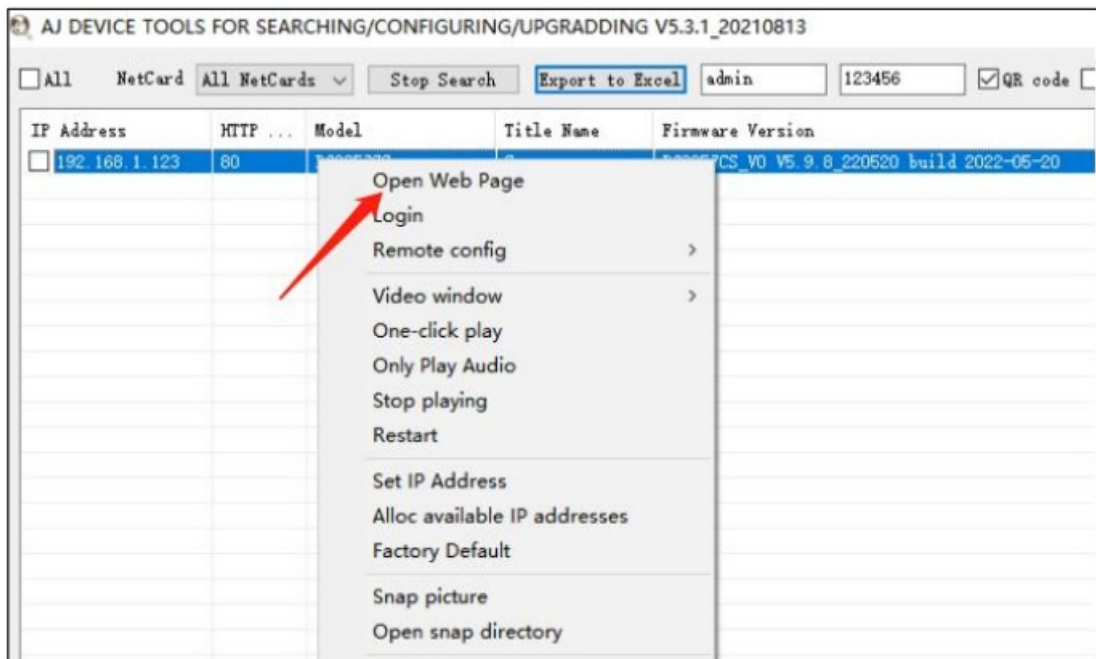 AJ DEVICE TOOLS FOR SEARCHING/CONFIGURING/UPGRADDING V5.3.1_20210813
All NetCard All NetCards Stop Search Export to Excel admin 123456 QR code
IP Address HTTP ... Model Title Name Firmware Version
192.168.1.123 80 V0 V5.9.8_220520 build 2022-05-20
Open Web Page
Login
Remote config
Video window
One-click play
Only Play Audio
Stop playing
Restart
Set IP Address
Alloc available IP addresses
Factory Default
Snap picture
Open snap directory